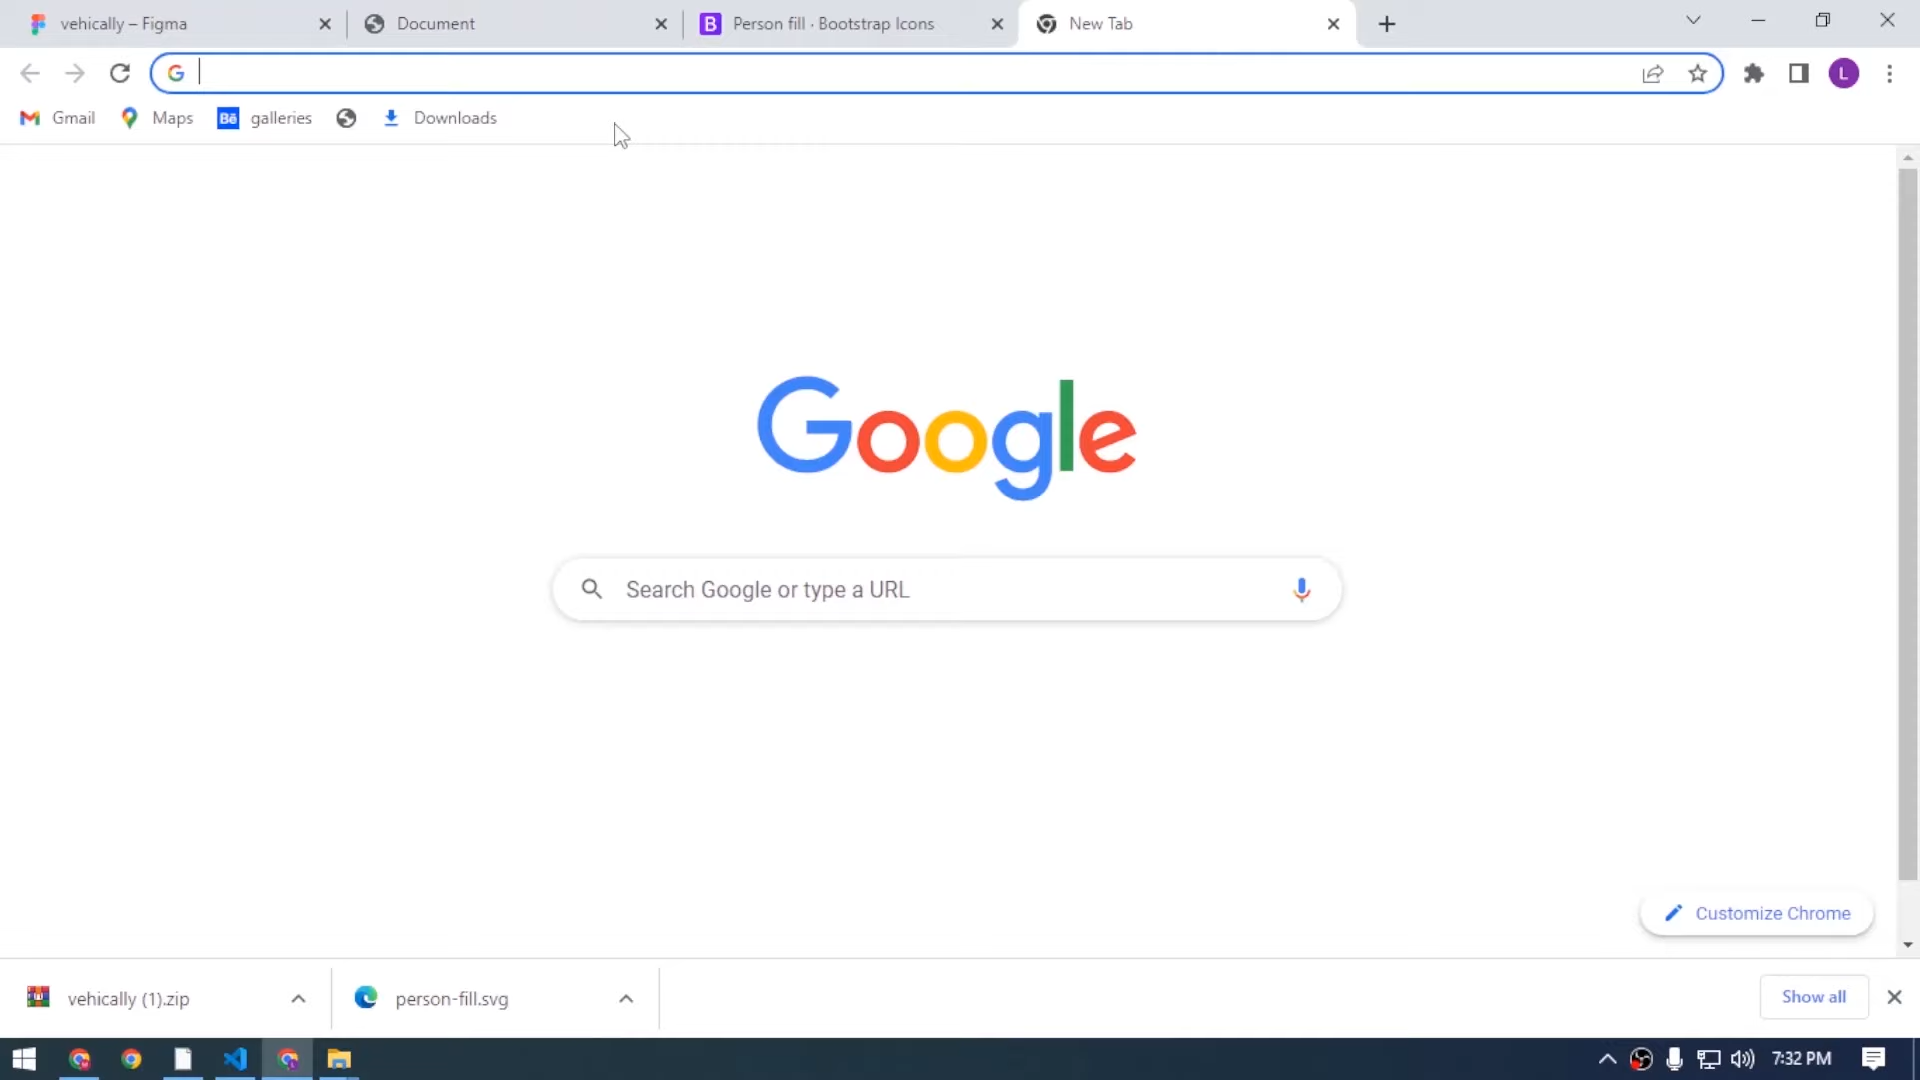 vehically – Figma
Document
B
Person fill · Bootstrap Icons
New Tab
G
L
Gmail
Maps
Bē
galleries
Downloads
Google
Search Google or type a URL
Customize Chrome
vehically (1).zip
person-fill.svg
Show all
7:32 PM